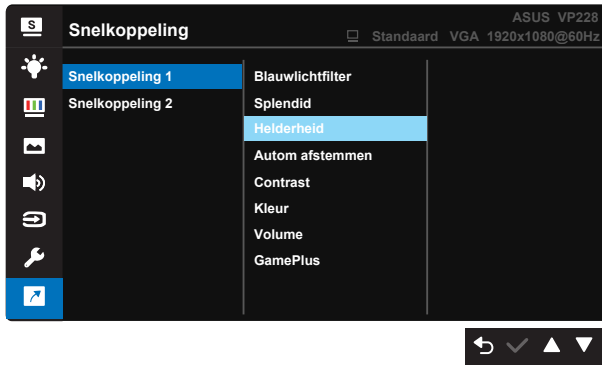 S
Snelkoppeling
ASUS VP228
Standaard VGA 1920x1080@60Hz
Snelkoppeling 1
Snelkoppeling 2
Blauwlichtfilter
Splendid
Helderheid
Autom afstemmen
Contrast
Kleur
Volume
GamePlus